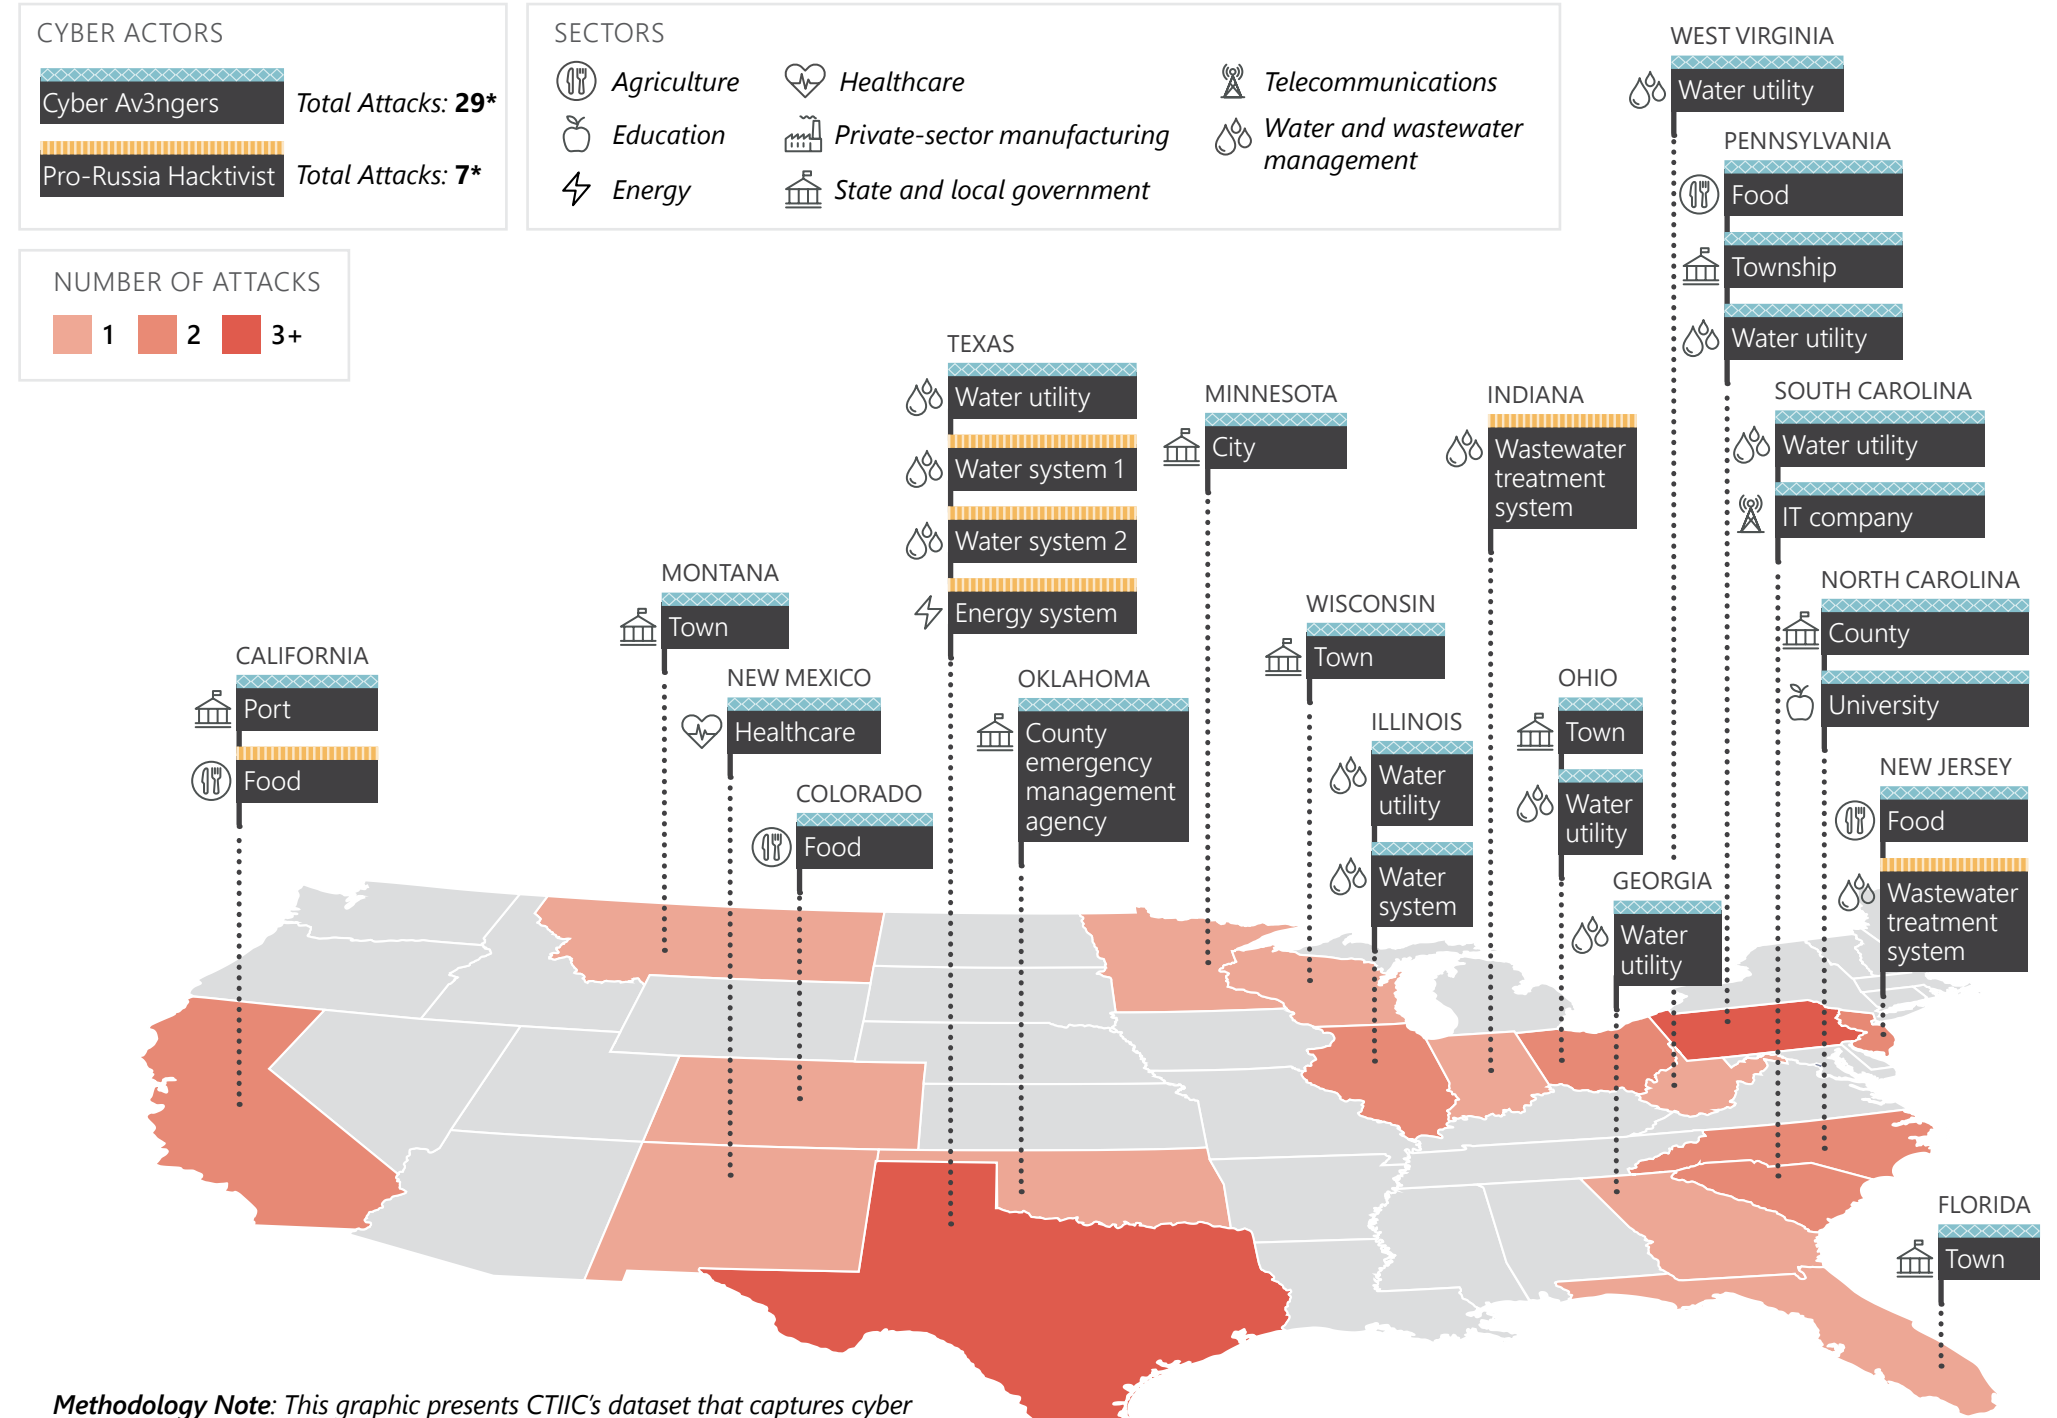 CYBER ACTORS
Cyber Av3ngers
Total Attacks: 29*
Pro-Russia Hacktivist
Total Attacks: 7*
SECTORS
Agriculture
Healthcare
Telecommunications
Education
Private-sector manufacturing
Water and wastewater
management
Energy
State and local government
NUMBER OF ATTACKS
1
2
3+
WEST VIRGINIA
Water utility
PENNSYLVANIA
Food
Township
Water utility
TEXAS
Water utility
Water system 1
Water system 2
Energy system
MINNESOTA
City
INDIANA
Wastewater
treatment
system
SOUTH CAROLINA
Water utility
IT company
MONTANA
Town
WISCONSIN
Town
NORTH CAROLINA
County
University
CALIFORNIA
Port
Food
NEW MEXICO
Healthcare
OKLAHOMA
County
emergency
management
agency
OHIO
Town
Water
utility
ILLINOIS
Water
utility
Water
system
NEW JERSEY
Food
Wastewater
treatment
system
COLORADO
Food
GEORGIA
Water
utility
FLORIDA
Town
Methodology Note: This graphic presents CTIIC’s dataset that captures cyber